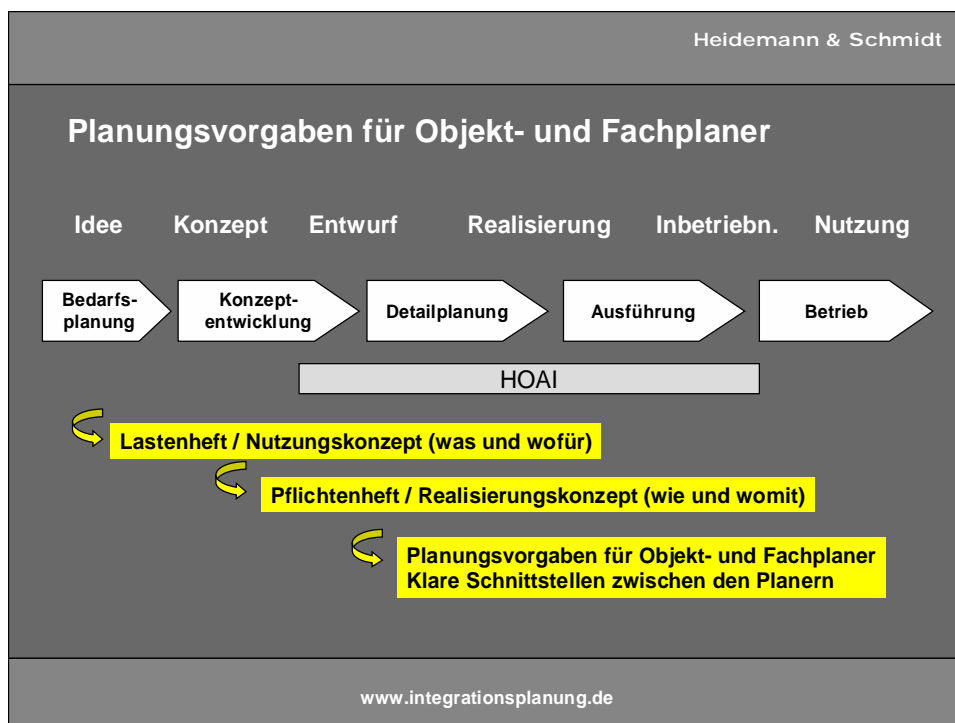 Heidemann & Schmidt
Planungsvorgaben für Objekt- und Fachplaner
Idee Konzept Entwurf Realisierung Inbetriebn. Nutzung
Bedarfs-
planung
Konzept-
entwicklung
Detailplanung
Ausführung
Betrieb
HOAI
Lastenheft / Nutzungskonzept (was und wofür)
Pflichtenheft / Realisierungskonzept (wie und womit)
Planungsvorgaben für Objekt- und Fachplaner
Klare Schnittstellen zwischen den Planern
www.integrationsplanung.de